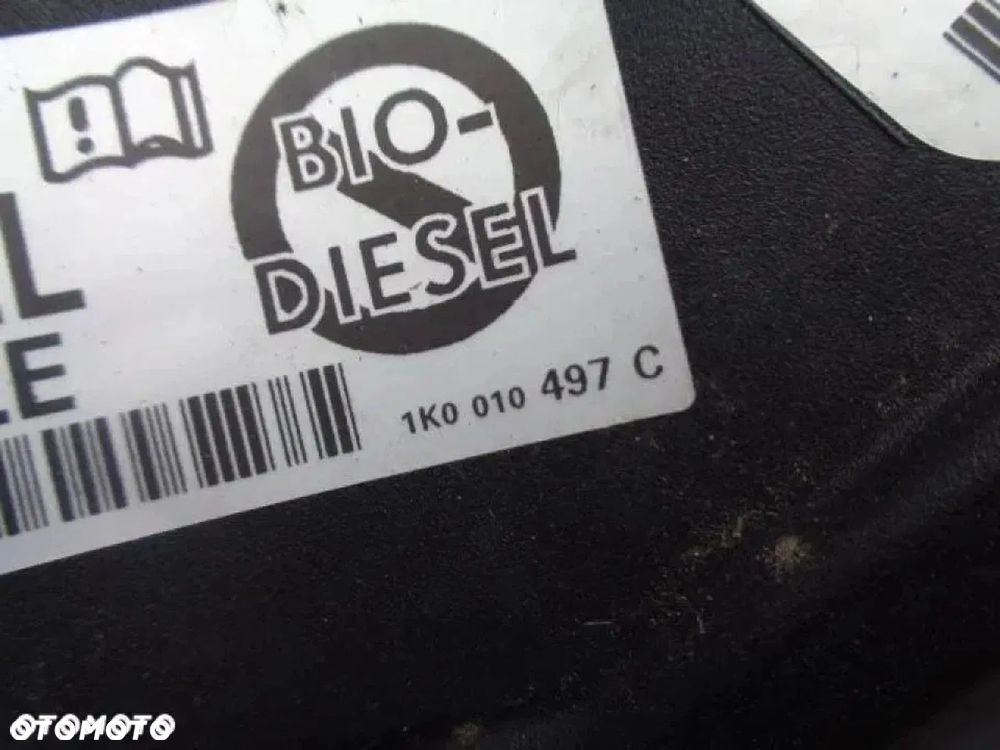 BIO-
DIESEL
1K0 010 497 C
OTOMOTO